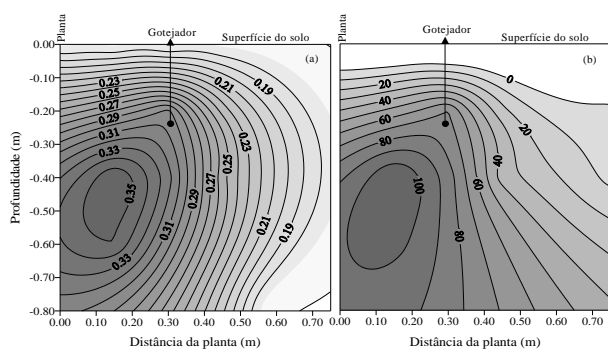 Planta
Gotejador
Superfície do solo
(a)
Profundidade (m)
0.00
-0.10
-0.20
-0.30
-0.40
-0.50
-0.60
-0.70
-0.80
0.23
0.25
0.27
0.29
0.31
0.33
0.35
0.33
0.31
0.29
0.27
0.25
0.23
0.21
0.19
0.21
0.19
0.00 0.10 0.20 0.30 0.40 0.50 0.60 0.70
Distância da planta (m)
Planta
Gotejador
Superfície do solo
(b)
0
20
40
60
80
100
80
60
40
20
0.00 0.10 0.20 0.30 0.40 0.50 0.60 0.70
Distância da planta (m)